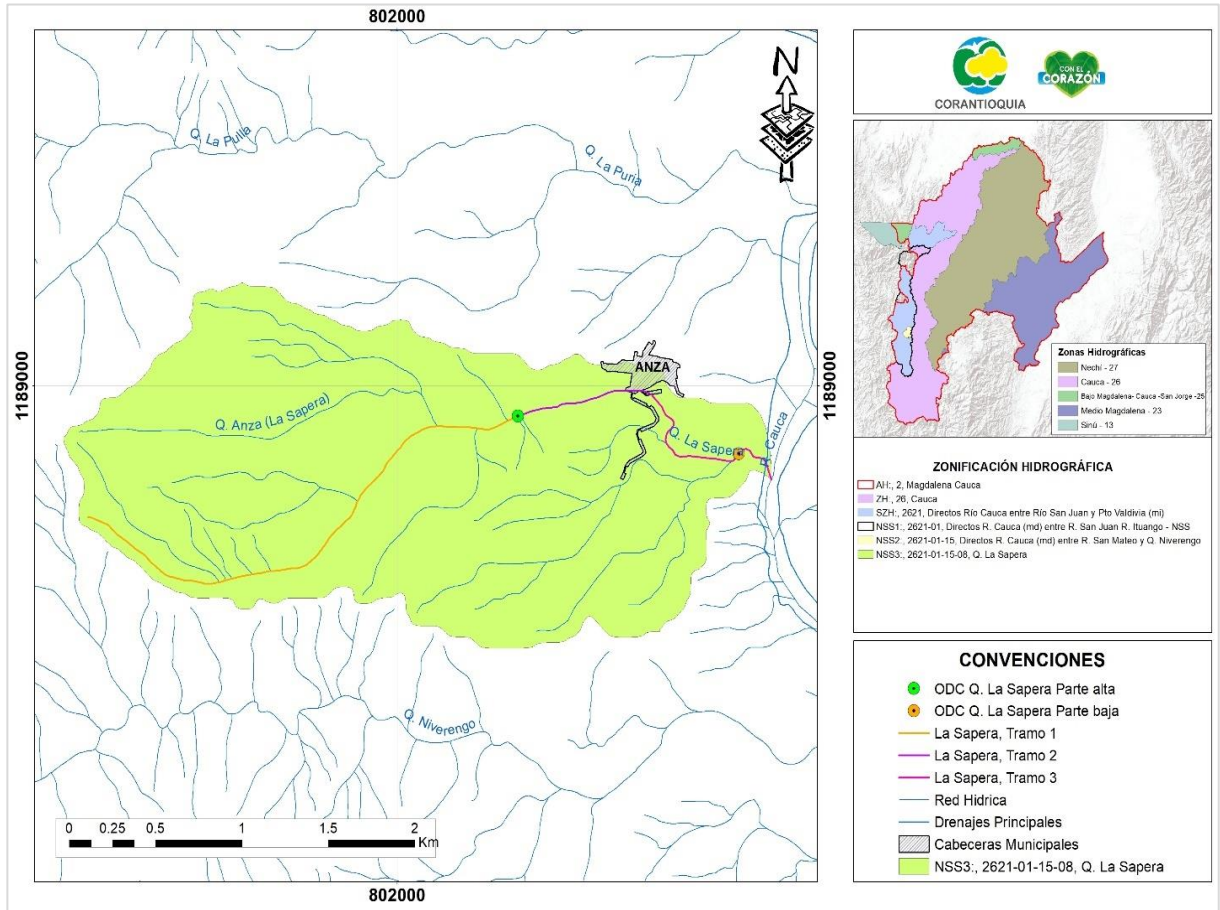 802000
1189000
Q. La Pulla
Q. La Puria
N
ANZA
Q. Anza (La Sapera)
Q. La Sapera
R. Cauca
Q. Niverengo
0 0.25 0.5 1 1.5 2
Km
802000
1189000
CORANTIOQUIA
CON EL
CORAZÓN
Zonas Hidrográficas
Nechí - 27
Cauca - 26
Bajo Magdalena- Cauca -San Jorge -25
Medio Magdalena - 23
Sinú - 13
ZONIFICACIÓN HIDROGRÁFICA
AH:, 2, Magdalena Cauca
ZH:, 26, Cauca
SZH:, 2621, Directos Río Cauca entre Río San Juan y Pto Valdivia (mi)
NSS1:, 2621-01, Directos R. Cauca (md) entre R. San Juan R. Ituango - NSS
NSS2:, 2621-01-15, Directos R. Cauca (md) entre R. San Mateo y Q. Niverengo
NSS3:, 2621-01-15-08, Q. La Sapera
CONVENCIONES
ODC Q. La Sapera Parte alta
ODC Q. La Sapera Parte baja
La Sapera, Tramo 1
La Sapera, Tramo 2
La Sapera, Tramo 3
Red Hidrica
Drenajes Principales
Cabeceras Municipales
NSS3:, 2621-01-15-08, Q. La Sapera